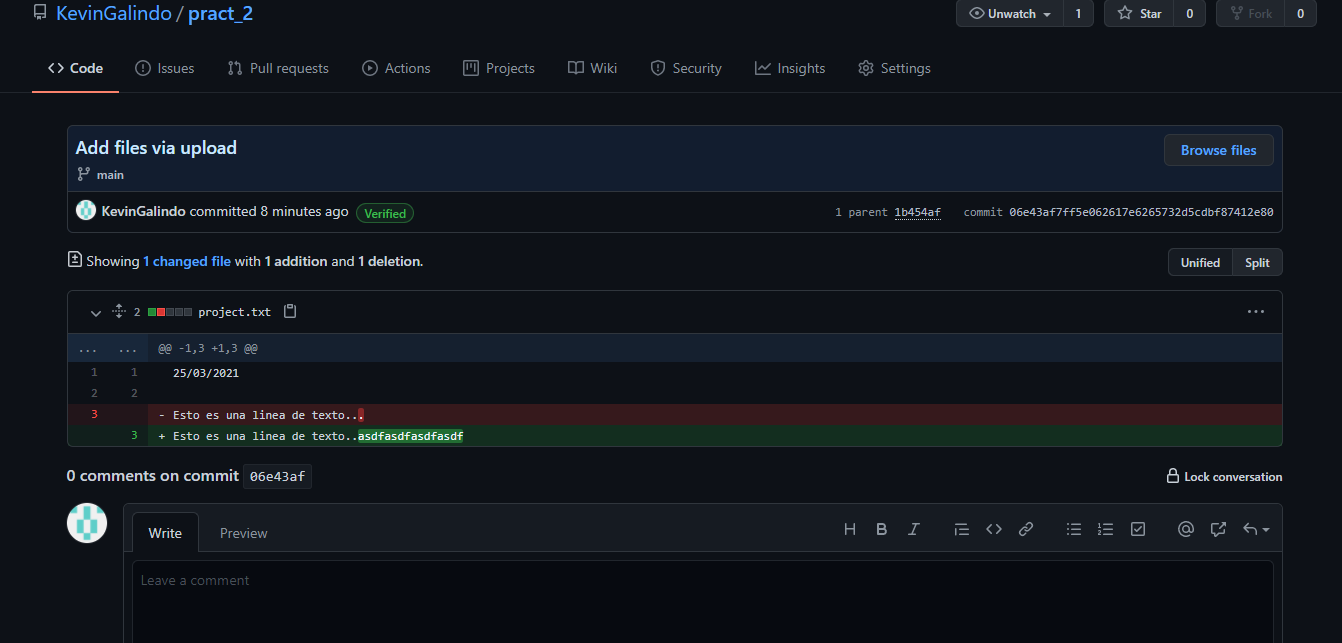 KevinGalindo / pract_2
Unwatch 1 Star 0 Fork 0
Code Issues Pull requests Actions Projects Wiki Security Insights Settings
Add files via upload
Browse files
main
KevinGalindo committed 8 minutes ago Verified 1 parent 1b454af commit 06e43af7ff5e062617e6265732d5cdbf87412e80
Showing 1 changed file with 1 addition and 1 deletion.
Unified Split
2 project.txt ...
... ... @@ -1,3 +1,3 @@
1 1 25/03/2021
2 2
3 - Esto es una linea de texto...
3 + Esto es una linea de texto..asdfasdfasdfasdf
0 comments on commit 06e43af
Lock conversation
Write Preview
Leave a comment